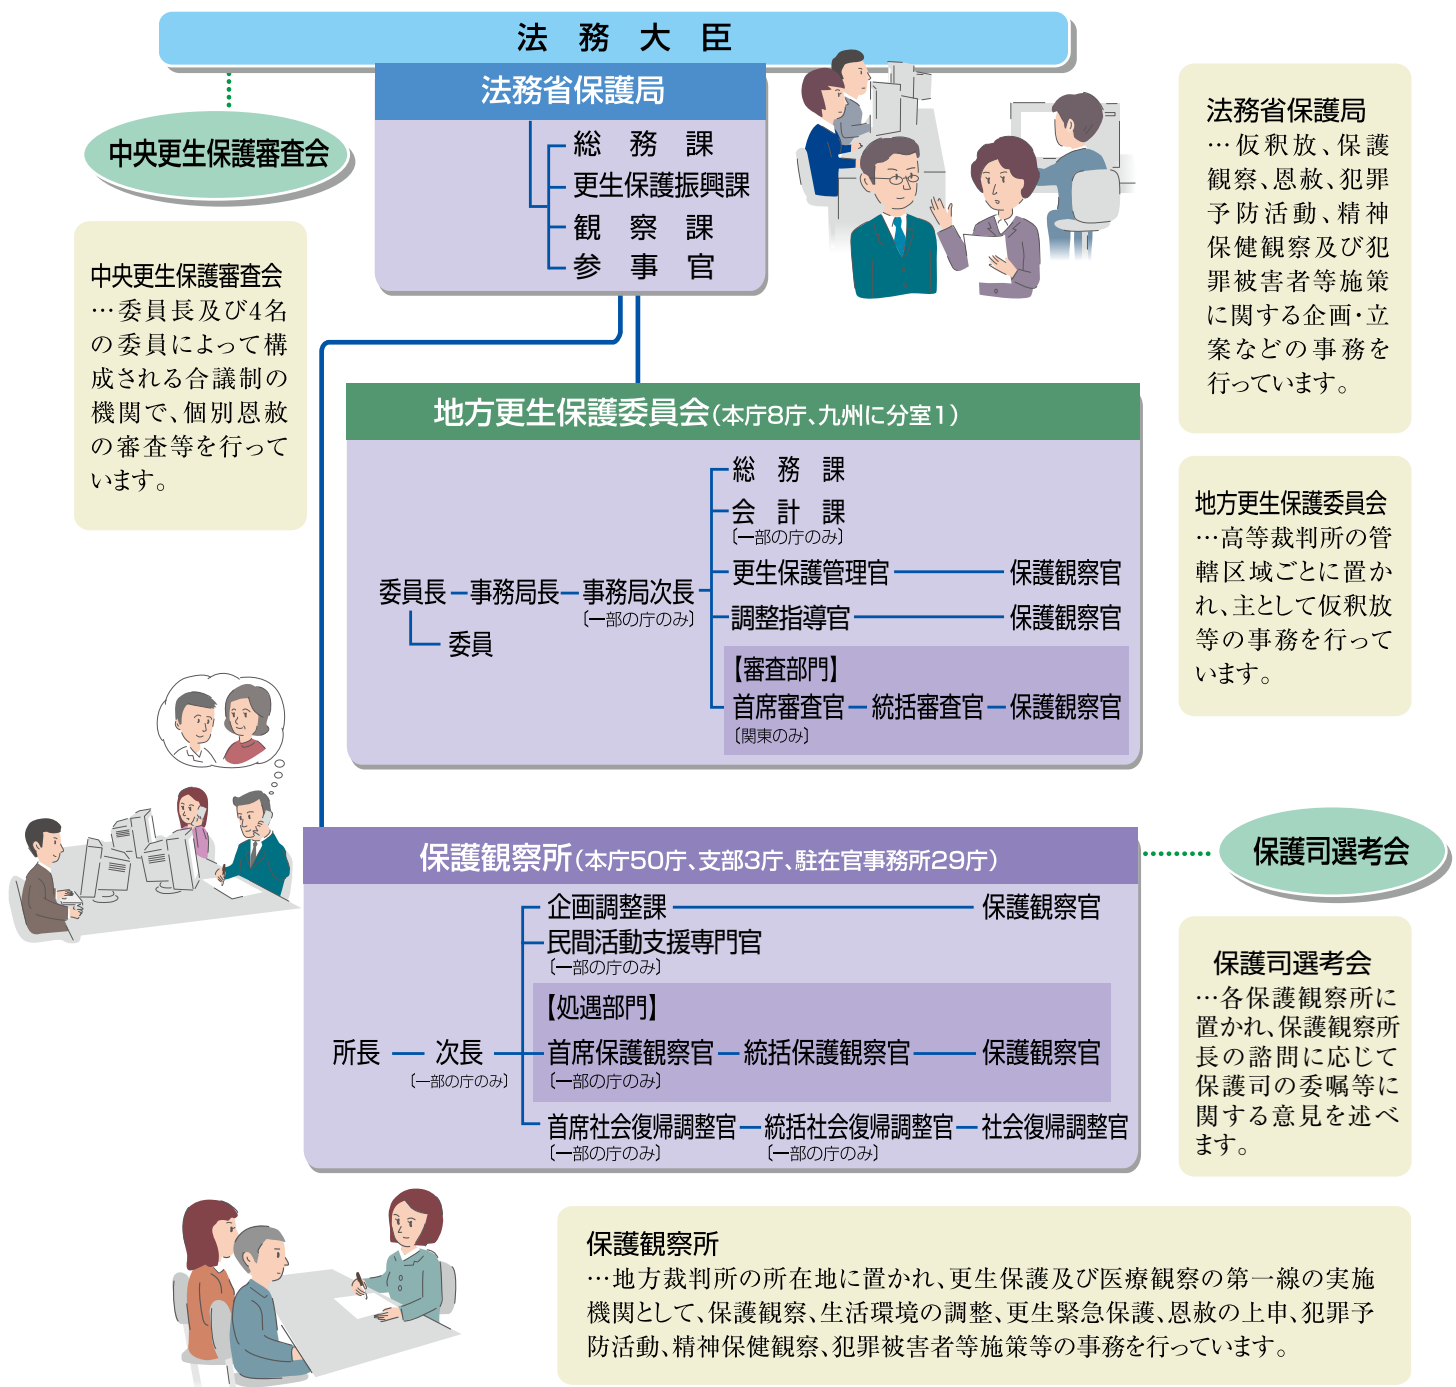 法務大臣
法務省保護局
総務課
更生保護振興課
観察課
参事官
中央更生保護審査会
中央更生保護審査会
…委員長及び4名
の委員によって構
成される合議制の
機関で、個別恩赦
の審査等を行って
います。
法務省保護局
…仮釈放、保護
観察、恩赦、犯罪
予防活動、精神
保健観察及び犯
罪被害者等施策
に関する企画・立
案などの事務を
行っています。
地方更生保護委員会(本庁8庁、九州に分室1)
総務課
会計課
〔一部の庁のみ〕
更生保護管理官 保護観察官
委員長 事務局長 事務局次長
〔一部の庁のみ〕
調整指導官 保護観察官
委員
【審査部門】
首席審査官 統括審査官 保護観察官
〔関東のみ〕
地方更生保護委員会
…高等裁判所の管
轄区域ごとに置か
れ、主として仮釈放
等の事務を行って
います。
保護観察所(本庁50庁、支部3庁、駐在官事務所29庁)
企画調整課 保護観察官
民間活動支援専門官
〔一部の庁のみ〕
【処遇部門】
所長 次長 首席保護観察官 統括保護観察官 保護観察官
〔一部の庁のみ〕 〔一部の庁のみ〕
首席社会復帰調整官 統括社会復帰調整官 社会復帰調整官
〔一部の庁のみ〕 〔一部の庁のみ〕
保護司選考会
保護司選考会
…各保護観察所に
置かれ、保護観察所
長の諮問に応じて
保護司の委嘱等に
関する意見を述べ
ます。
保護観察所
…地方裁判所の所在地に置かれ、更生保護及び医療観察の第一線の実施
機関として、保護観察、生活環境の調整、更生緊急保護、恩赦の上申、犯罪予
防活動、精神保健観察、犯罪被害者等施策等の事務を行っています。